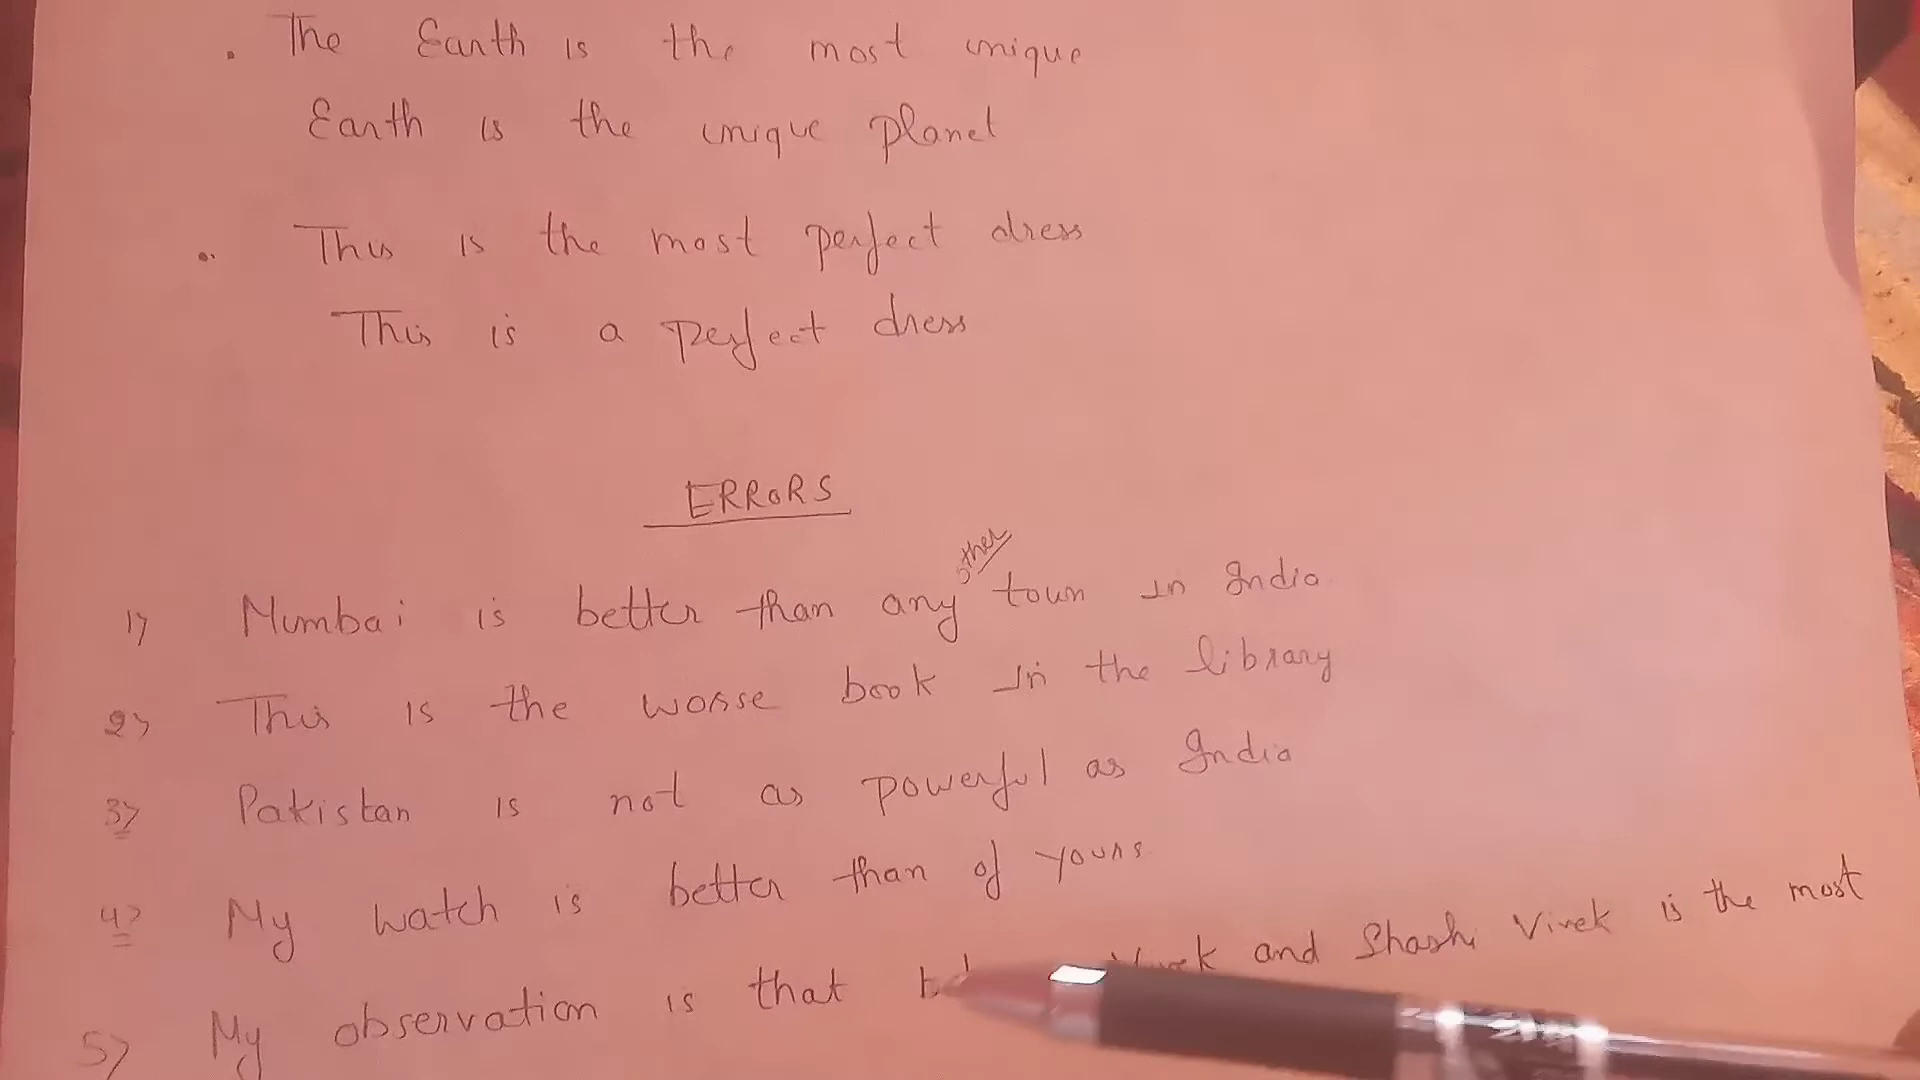 . The Earth is the most unique
Earth is the unique planet
. This is the most perfect dress
This is a perfect dress
ERRORS
other
1) Mumbai is better than any town in India
2) This is the worse book in the library
3) Pakistan is not as powerful as India
4) My watch is better than of yours
5) My observation is that Vivek and Shashi Vivek is the most